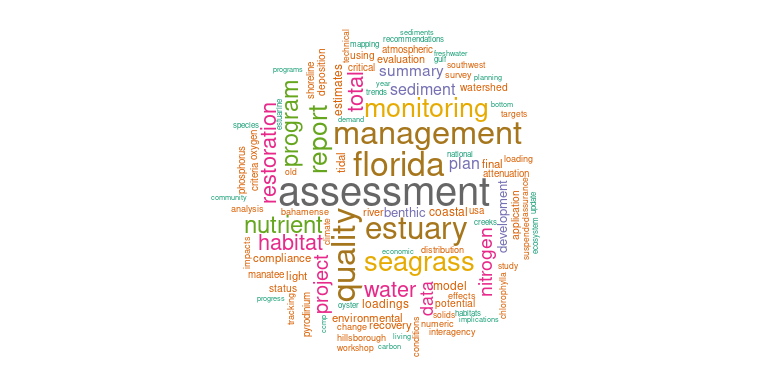 sediments
technical
recommendations
mapping
atmospheric
freshwater
using
evaluation
gulf
southwest
programs
shoreline
deposition
critical
summary
survey
planning
estimates
total
year
trends
sediment
watershed
program
report
monitoring
bottom
targets
restoration
estuarine
demand
species
management
oxygen
criteria
phosphorus
tidal
florida
national
plan
final
loading
old
attenuation
assessment
community
analysis
bahamense
quality
river
benthic
coastal
usa
development
application
assurance
suspended
update
ecosystem
nutrient
estuary
creeks
habitat
climate
economic
distribution
nitrogen
impacts
compliance
seagrass
study
manatee
light
project
water
data
model
chlorophylla
status
effects
progress
pyrodinium
tracking
oyster
loadings
potential
habitats
solids
implications
ccmp
environmental
change
recovery
numeric
interagency
hillsborough
living
conditions
workshop
carbon